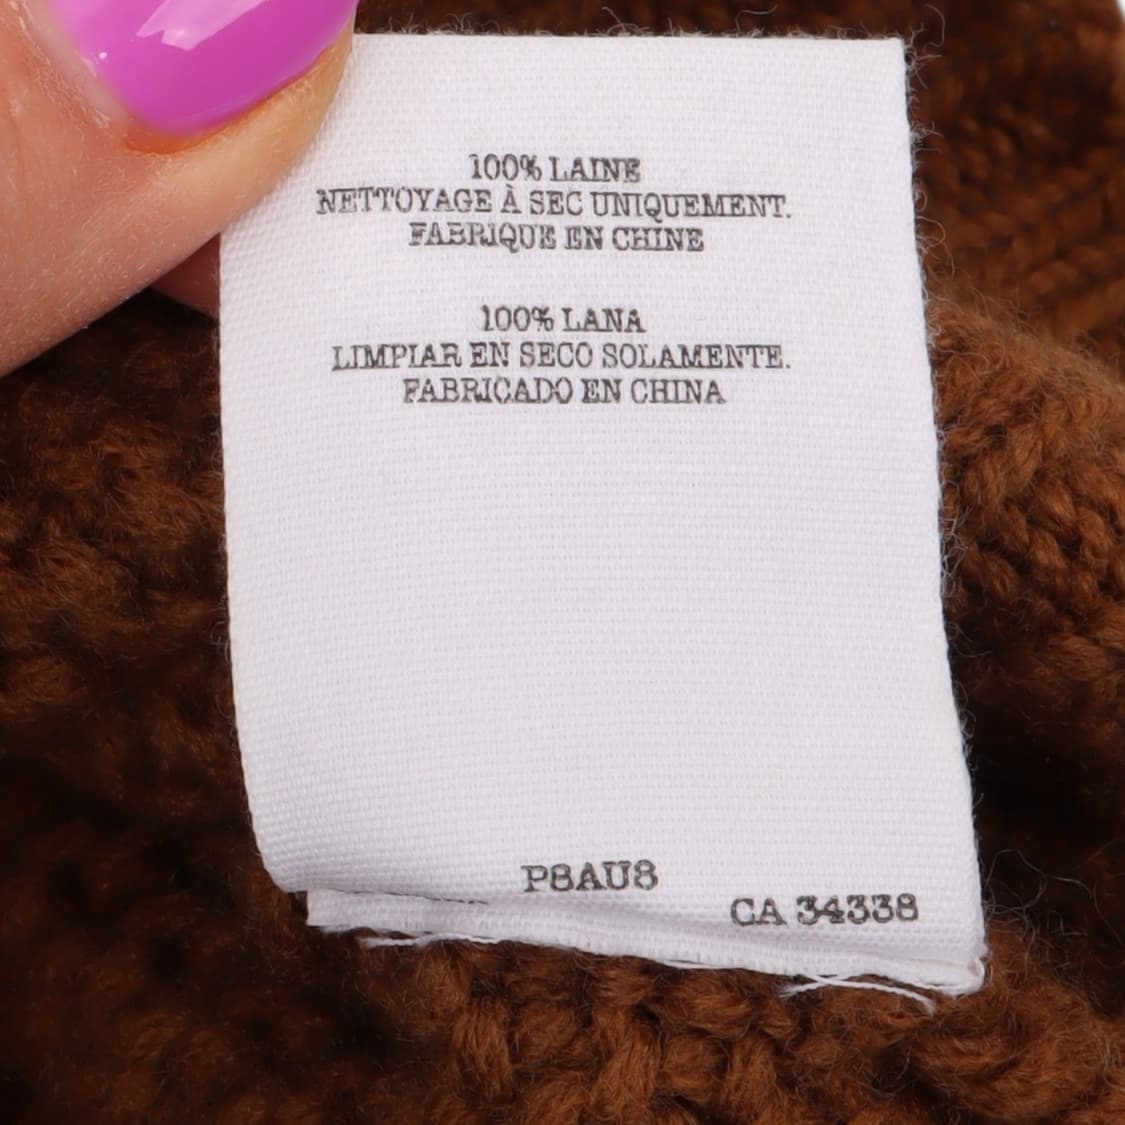 100% LAINE
NETTOYAGE À SEC UNIQUEMENT.
FABRIQUE EN CHINE
100% LANA
LIMPIAR EN SECO SOLAMENTE.
FABRICADO EN CHINA
P8AU8
CA 34338